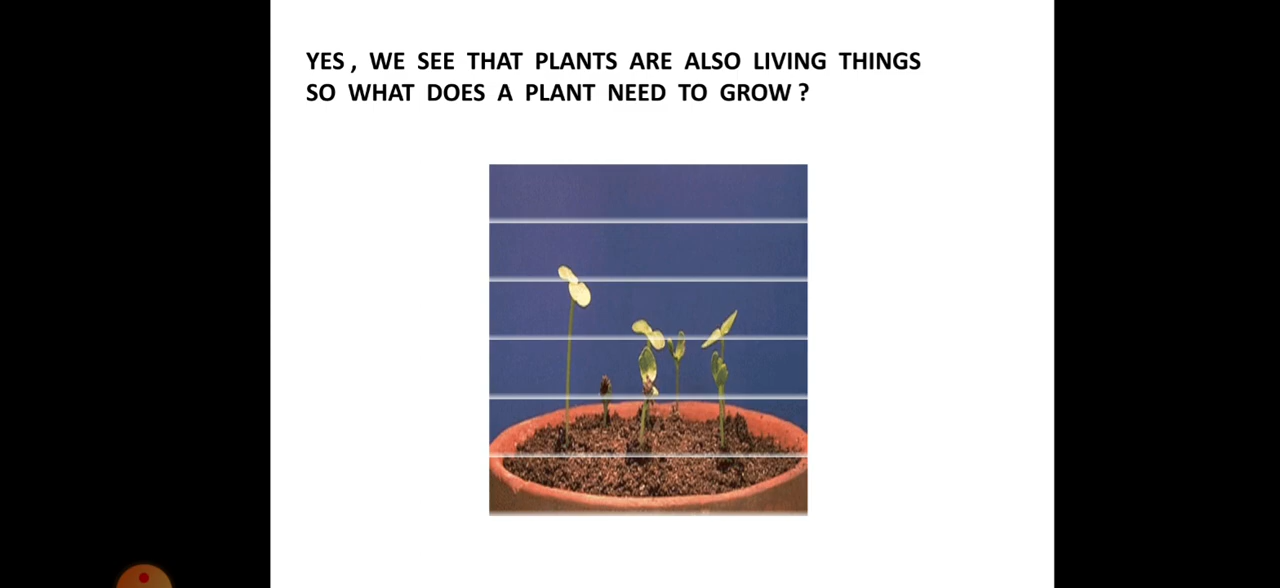 YES , WE SEE THAT PLANTS ARE ALSO LIVING THINGS
SO WHAT DOES A PLANT NEED TO GROW ?